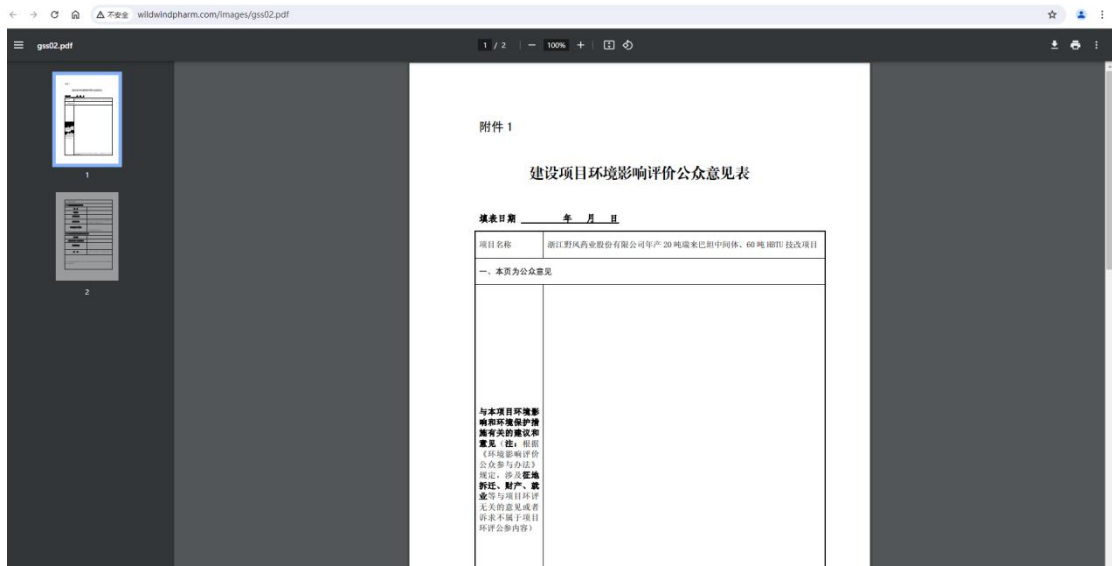 不安全
wildwindpharm.com/images/gss02.pdf
gss02.pdf
1 / 2
100%
1
2
附件 1
建设项目环境影响评价公众意见表
填表日期 年 月 日
项目名称
浙江野风药业股份有限公司年产 20 吨瑞来巴坦中间体、60 吨 HBTU 技改项目
一、本页为公众意见
与本项目环境影
响和环境保护措
施有关的建议和
意见（注：根据
《环境影响评价
公众参与办法》
规定，涉及征地
拆迁、财产、就
业等与项目环评
无关的意见或者
诉求不属于项目
环评公参内容）